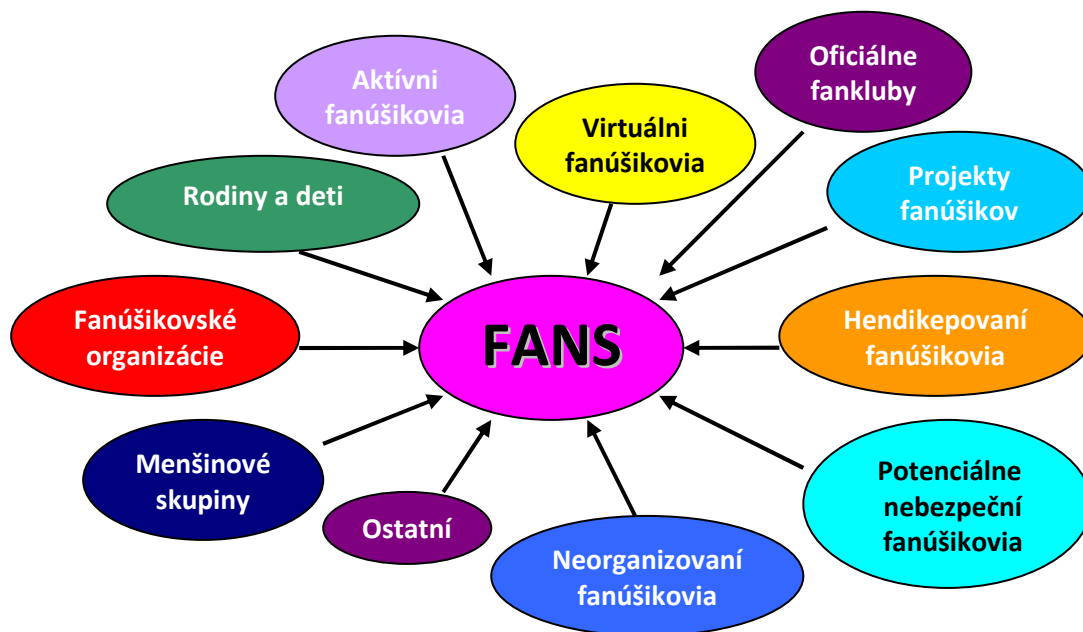 Oficiálne
fankluby
Aktívni
fanúšikovia
Virtuálni
fanúšikovia
Projekty
fanúšikov
Rodiny a deti
Fanúšikovské
organizácie
FANS
Hendikepovaní
fanúšikovia
Menšinové
skupiny
Potenciálne
nebezpeční
fanúšikovia
Ostatní
Neorganizovaní
fanúšikovia